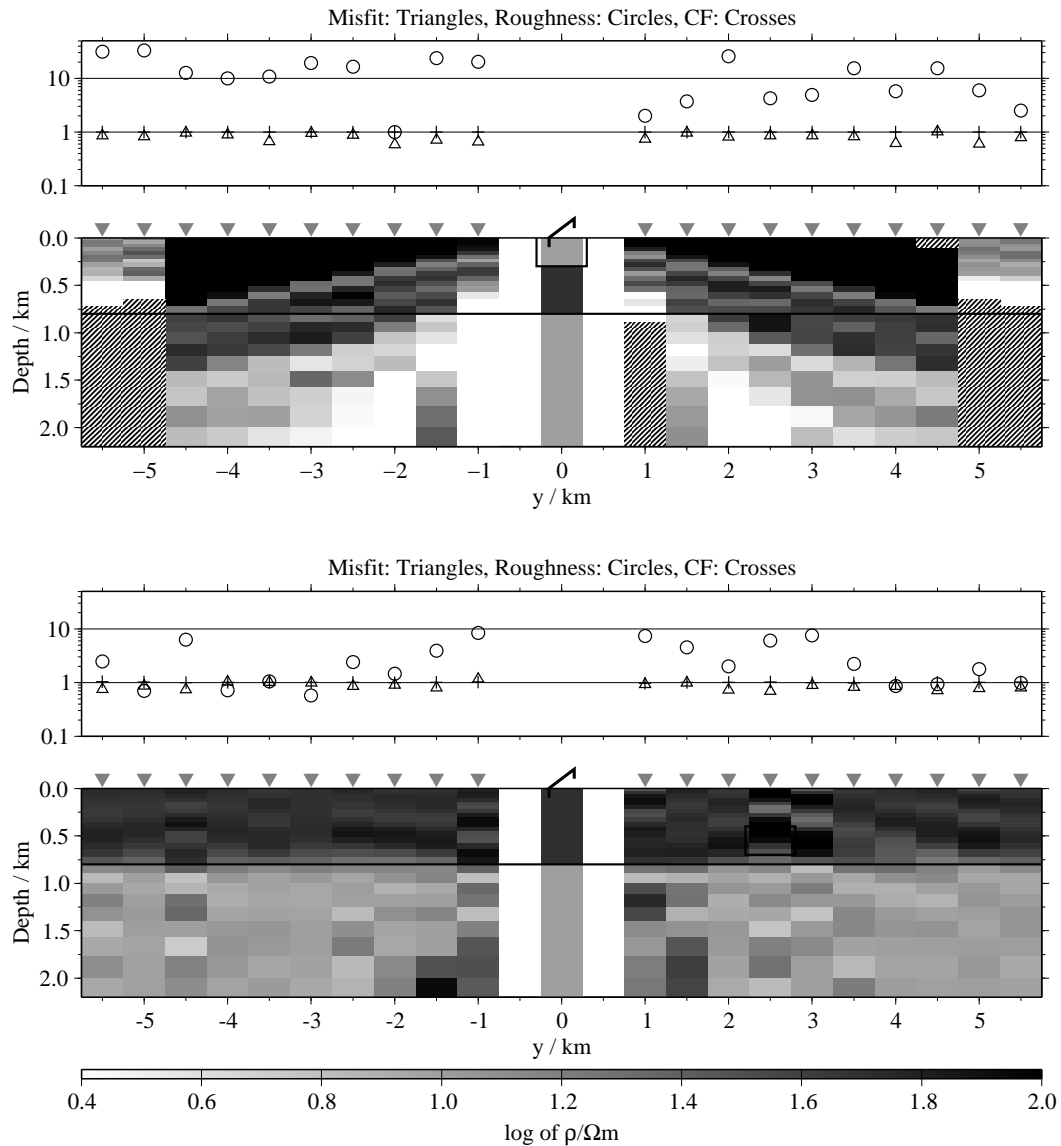 Misfit: Triangles, Roughness: Circles, CF: Crosses
10
1
0.1
0.0
0.5
1.0
1.5
2.0
Depth / km
−5 −4 −3 −2 −1 0 1 2 3 4 5
y / km
Misfit: Triangles, Roughness: Circles, CF: Crosses
10
1
0.1
0.0
0.5
1.0
1.5
2.0
Depth / km
-5 -4 -3 -2 -1 0 1 2 3 4 5
y / km
0.4 0.6 0.8 1.0 1.2 1.4 1.6 1.8 2.0
log of ρ/Ωm